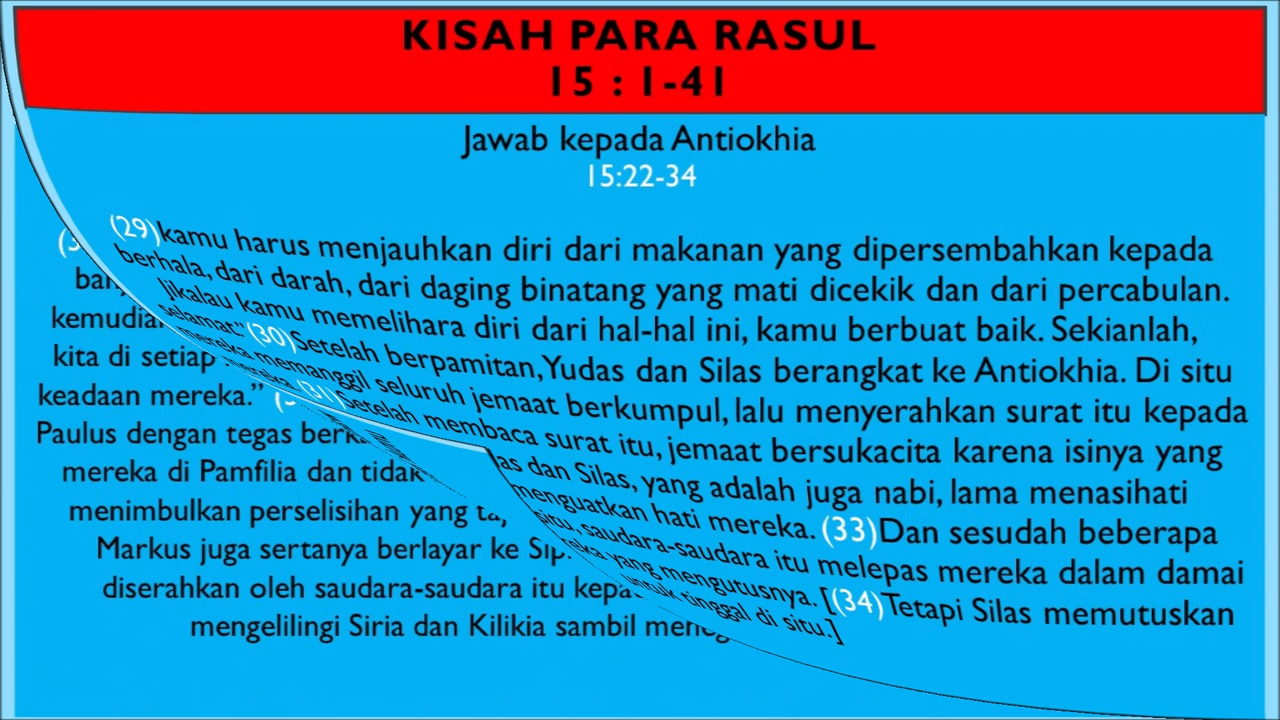 KISAH PARA RASUL
15 : 1-41
Jawab kepada Antiokhia
15:22-34
(29)kamu harus menjauhkan diri dari makanan yang dipersembahkan kepada
berhala, dari darah, dari daging binatang yang mati dicekik dan dari percabulan.
Jikalau kamu memelihara diri dari hal-hal ini, kamu berbuat baik. Sekianlah,
selamat." (30)Setelah berpamitan, Yudas dan Silas berangkat ke Antiokhia. Di situ
mereka memanggil seluruh jemaat berkumpul, lalu menyerahkan surat itu kepada
mereka. (31)Setelah membaca surat itu, jemaat bersukacita karena isinya yang
dan Silas, yang adalah juga nabi, lama menasihati
menguatkan hati mereka. (33)Dan sesudah beberapa
situ, saudara-saudara itu melepas mereka dalam damai
yang mengutusnya. [(34)Tetapi Silas memutuskan
untuk tinggal di situ.]
kita di setiap
keadaan mereka."
Paulus dengan tegas
mereka di Pamfilia dan tidak
menimbulkan perselisihan yang
Markus juga sertanya berlayar ke
diserahkan oleh saudara-saudara itu
mengelilingi Siria dan Kilikia sambil